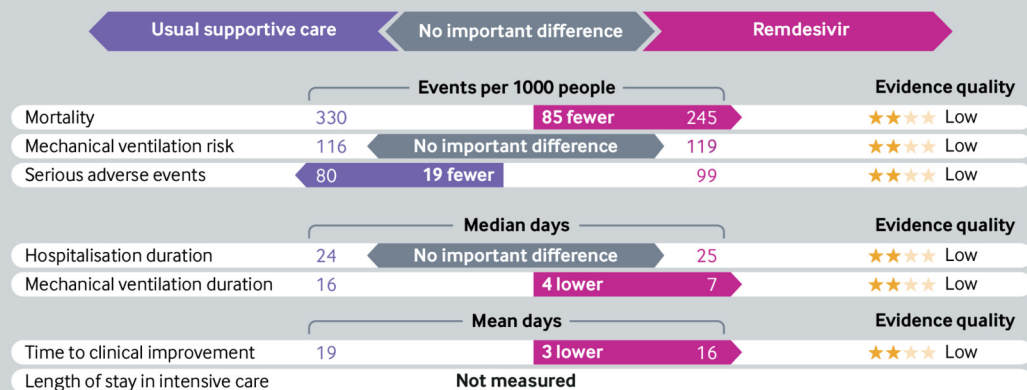 Usual supportive care No important difference Remdesivir
Events per 1000 people Evidence quality
Mortality 330 85 fewer 245 Low
Mechanical ventilation risk 116 No important difference 119 Low
Serious adverse events 80 19 fewer 99 Low
Median days Evidence quality
Hospitalisation duration 24 No important difference 25 Low
Mechanical ventilation duration 16 4 lower 7 Low
Mean days Evidence quality
Time to clinical improvement 19 3 lower 16 Low
Length of stay in intensive care Not measured